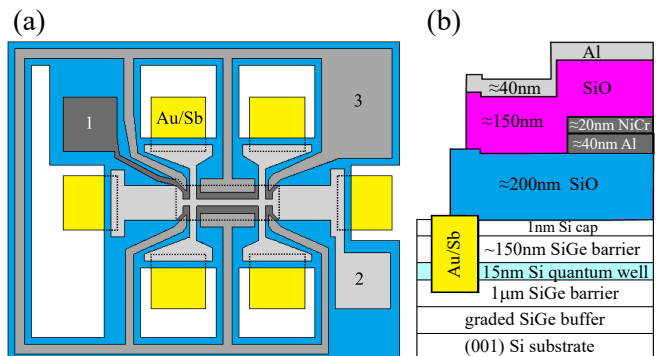 (a)
1
Au/Sb
3
2
(b)
Al
≈40nm
SiO
≈150nm
≈20nm NiCr
≈40nm Al
≈200nm SiO
Au/Sb
1nm Si cap
~150nm SiGe barrier
15nm Si quantum well
1μm SiGe barrier
graded SiGe buffer
(001) Si substrate